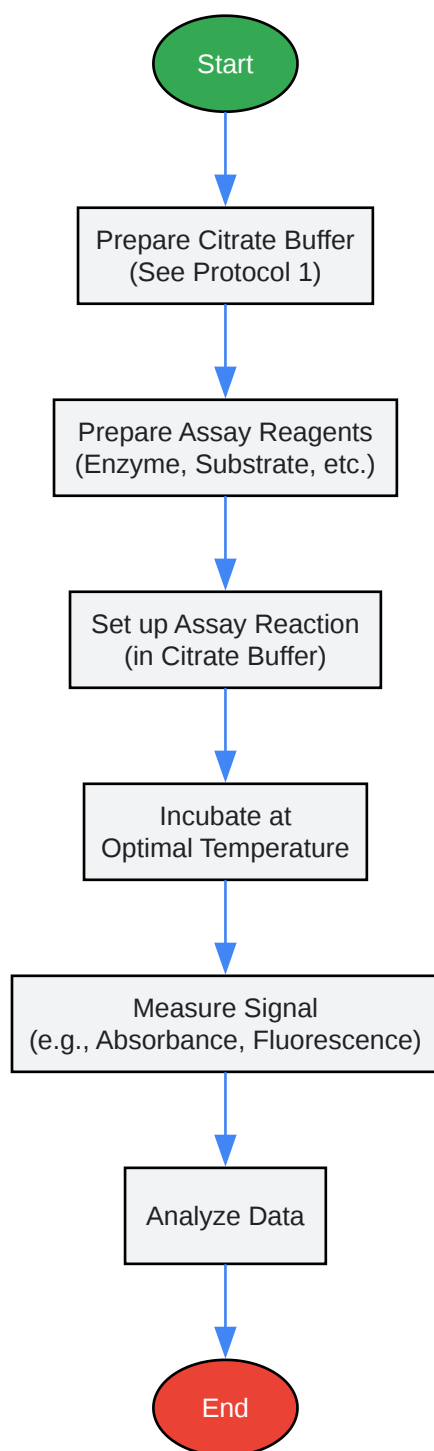 Start
Prepare Citrate Buffer
(See Protocol 1)
Prepare Assay Reagents
(Enzyme, Substrate, etc.)
Set up Assay Reaction
(in Citrate Buffer)
Incubate at
Optimal Temperature
Measure Signal
(e.g., Absorbance, Fluorescence)
Analyze Data
End